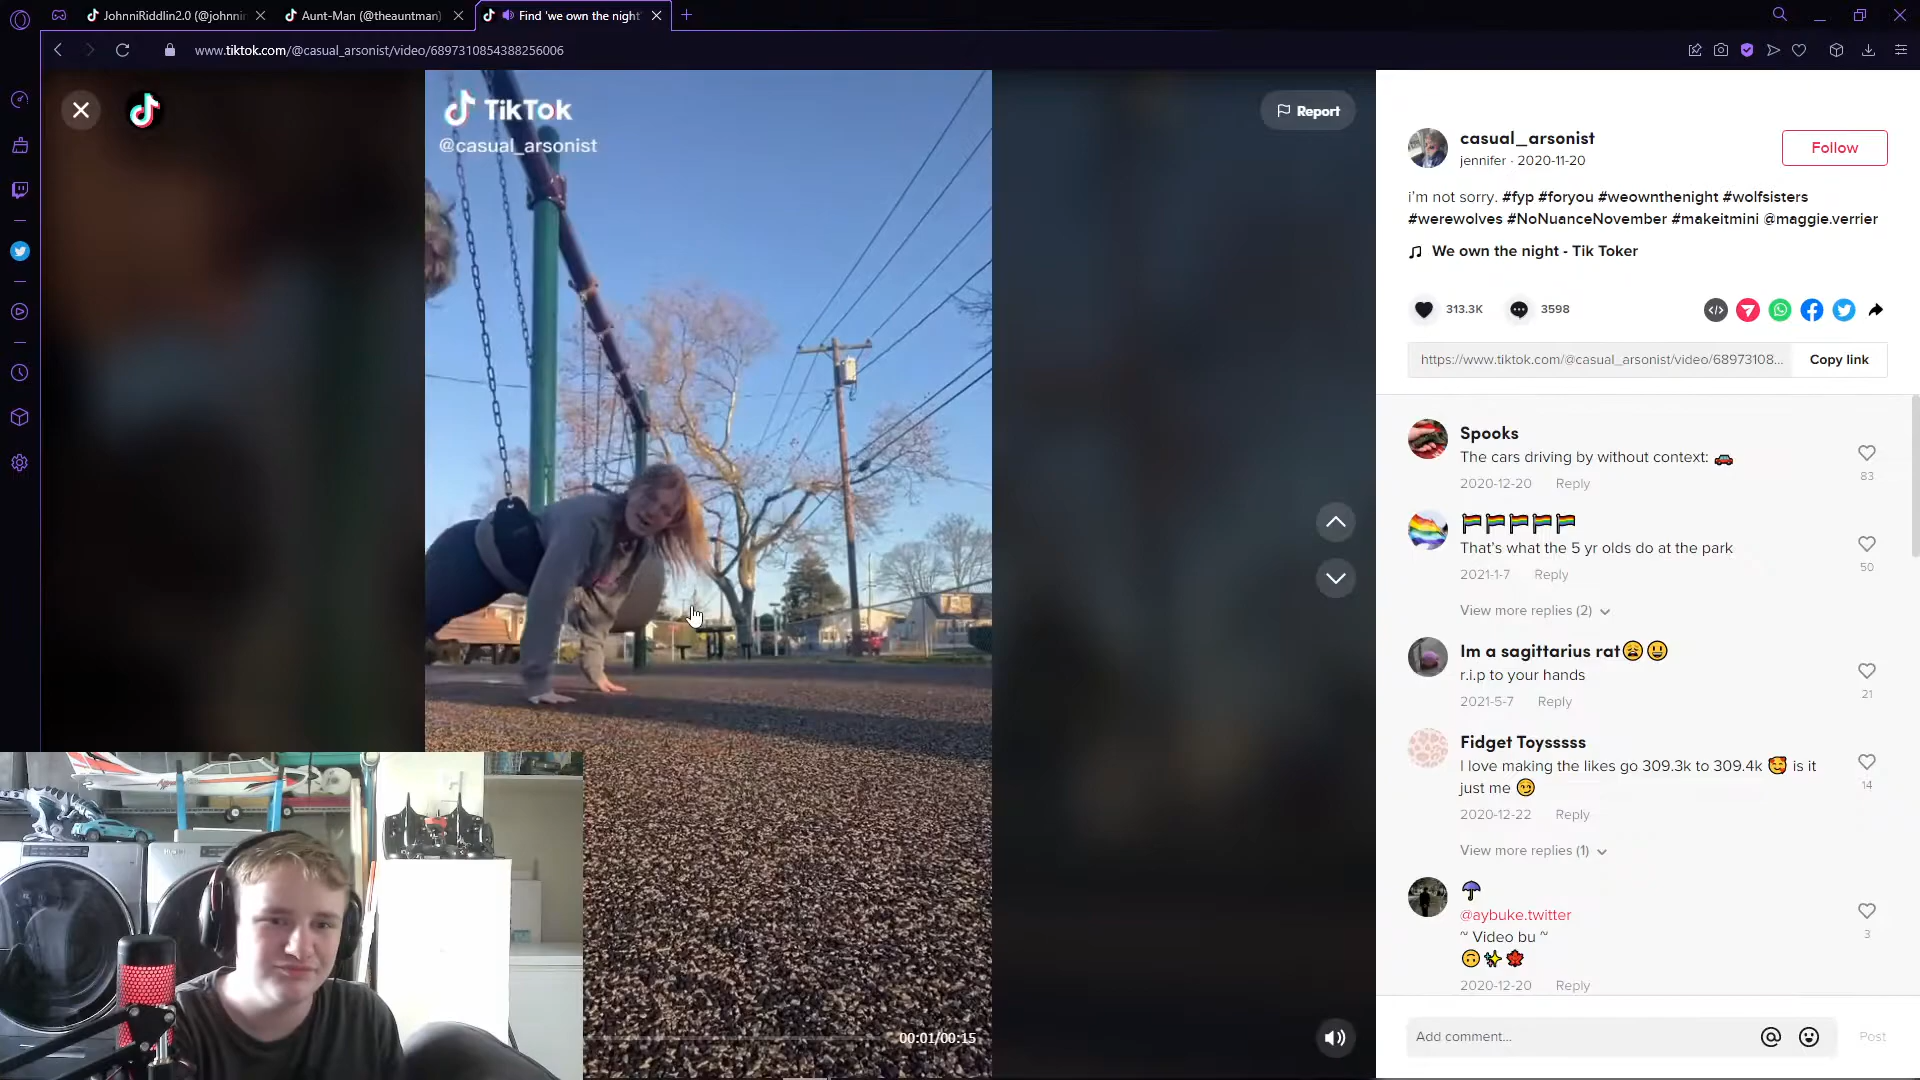 JohnniRiddlin2.0 (@johnnir
Aunt-Man (@theauntman)
Find 'we own the night'
www.tiktok.com/@casual_arsonist/video/6897310854388256006
TikTok
@casual_arsonist
Report
casual_arsonist
jennifer · 2020-11-20
Follow
i'm not sorry. #fyp #foryou #weownthenight #wolfsisters
#werewolves #NoNuanceNovember #makeitmini @maggie.verrier
We own the night - Tik Toker
313.3K
3598
https://www.tiktok.com/@casual_arsonist/video/68973108...
Copy link
Spooks
The cars driving by without context: 🚗
83
2020-12-20 Reply
🏳️‍🌈🏳️‍🌈🏳️‍🌈🏳️‍🌈🏳️‍🌈
That's what the 5 yr olds do at the park
50
2021-1-7 Reply
View more replies (2)
Im a sagittarius rat😩😃
r.i.p to your hands
21
2021-5-7 Reply
Fidget Toysssss
I love making the likes go 309.3k to 309.4k 🥰 is it
just me 😏
14
2020-12-22 Reply
View more replies (1)
☂
@aybuke.twitter
~ Video bu ~
🙃✨🍁
3
2020-12-20 Reply
00:01/00:15
Add comment...
Post